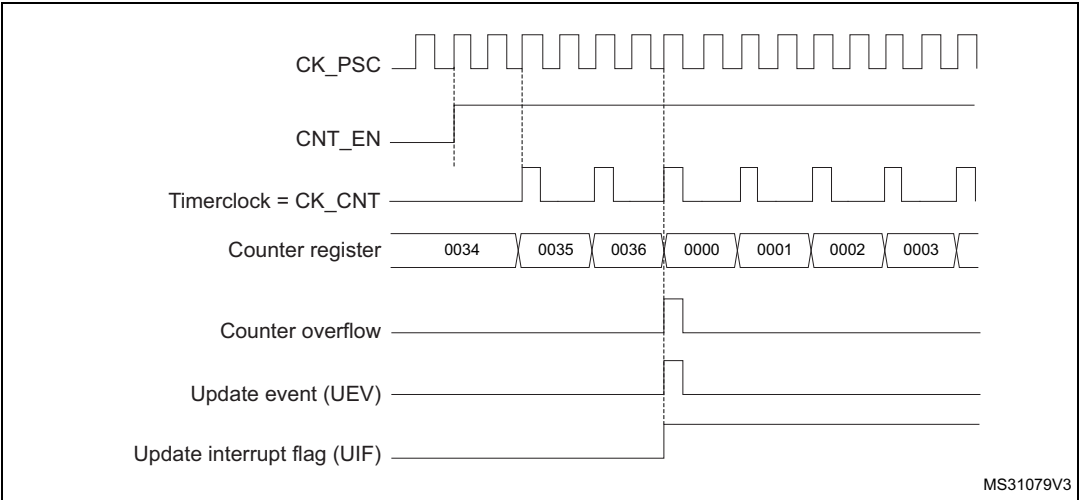 CK_PSC
CNT_EN
Timerclock = CK_CNT
Counter register 0034 0035 0036 0000 0001 0002 0003
Counter overflow
Update event (UEV)
Update interrupt flag (UIF)
MS31079V3